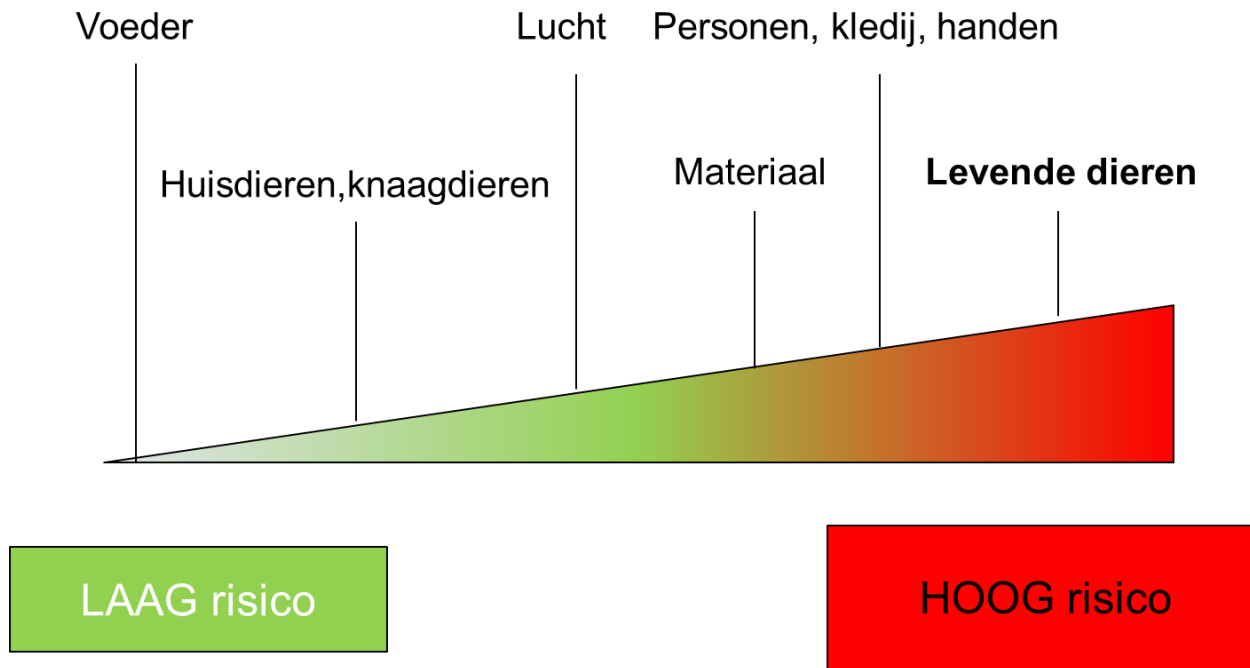 Voeder
Lucht
Personen, kledij, handen
Huisdieren,knaagdieren
Materiaal
Levende dieren
LAAG risico
HOOG risico